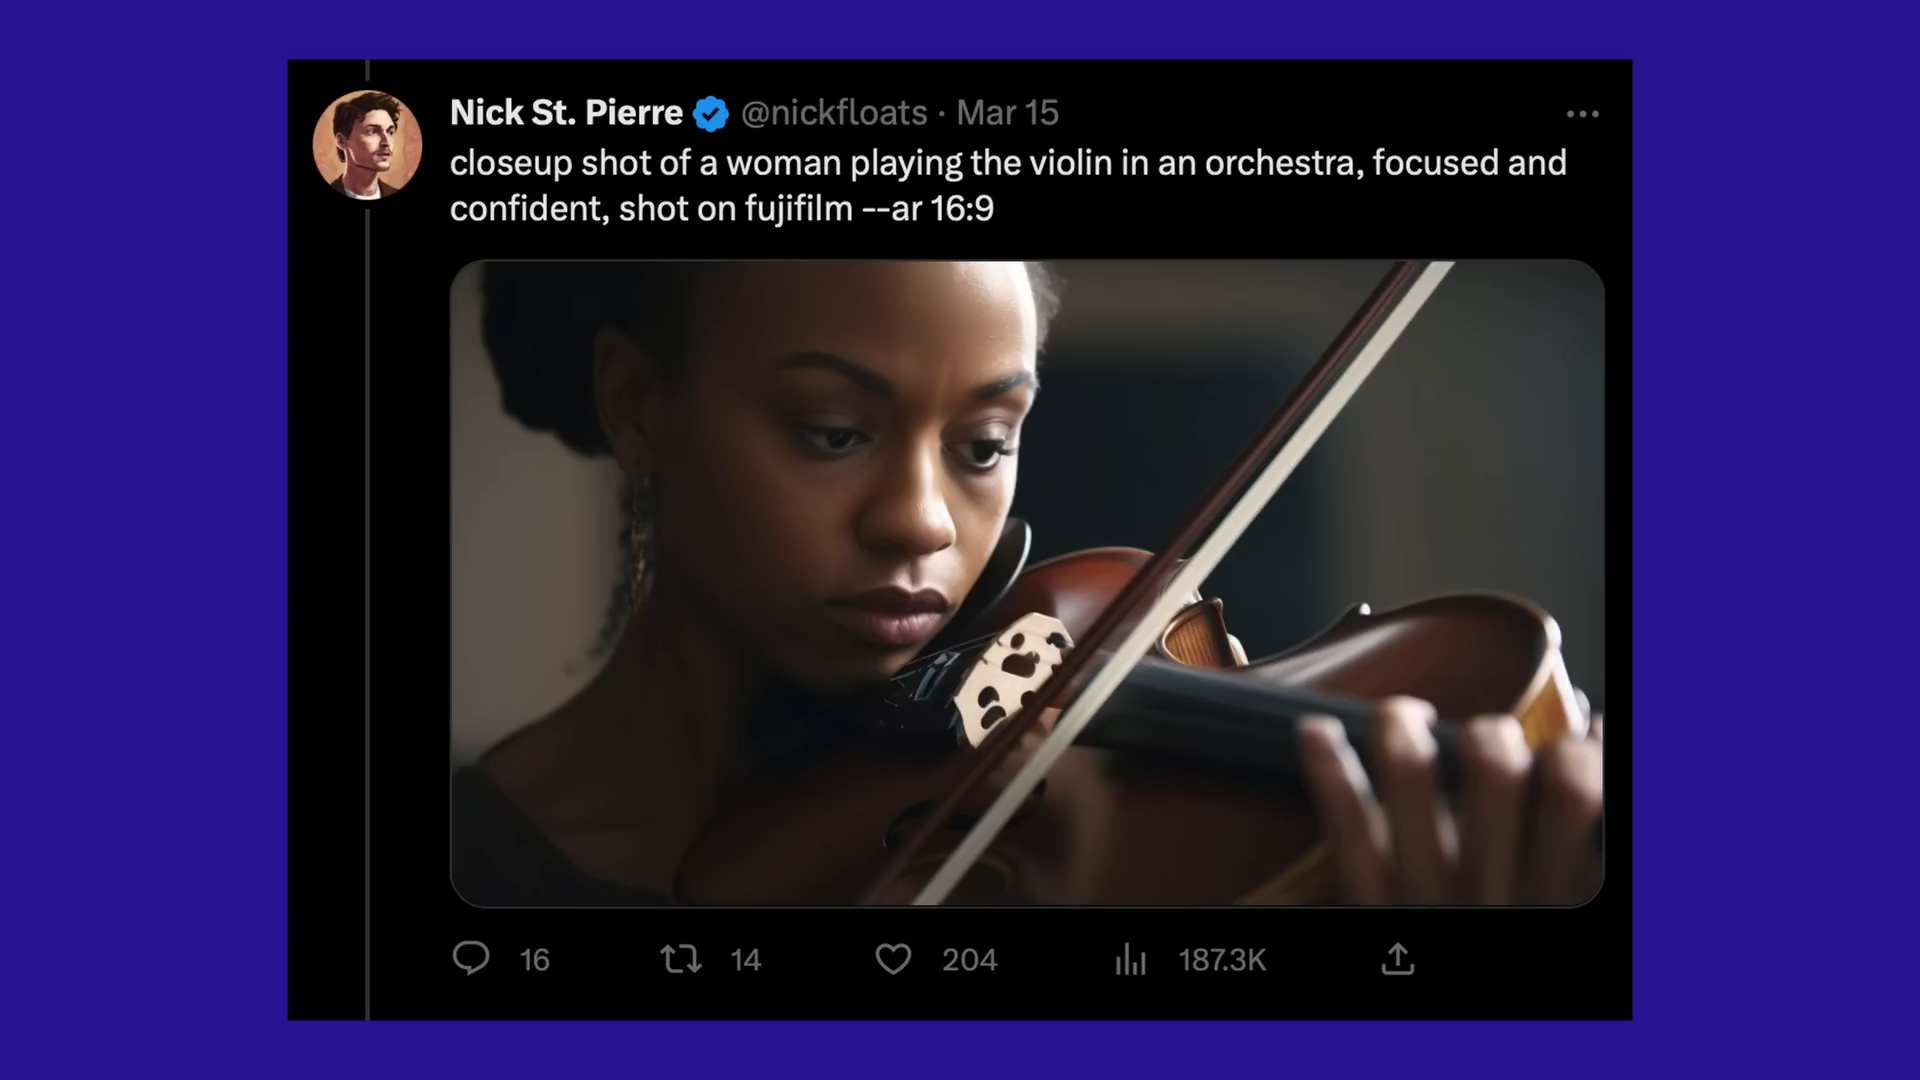 Nick St. Pierre @nickfloats · Mar 15
closeup shot of a woman playing the violin in an orchestra, focused and
confident, shot on fujifilm --ar 16:9
16 14 204 187.3K